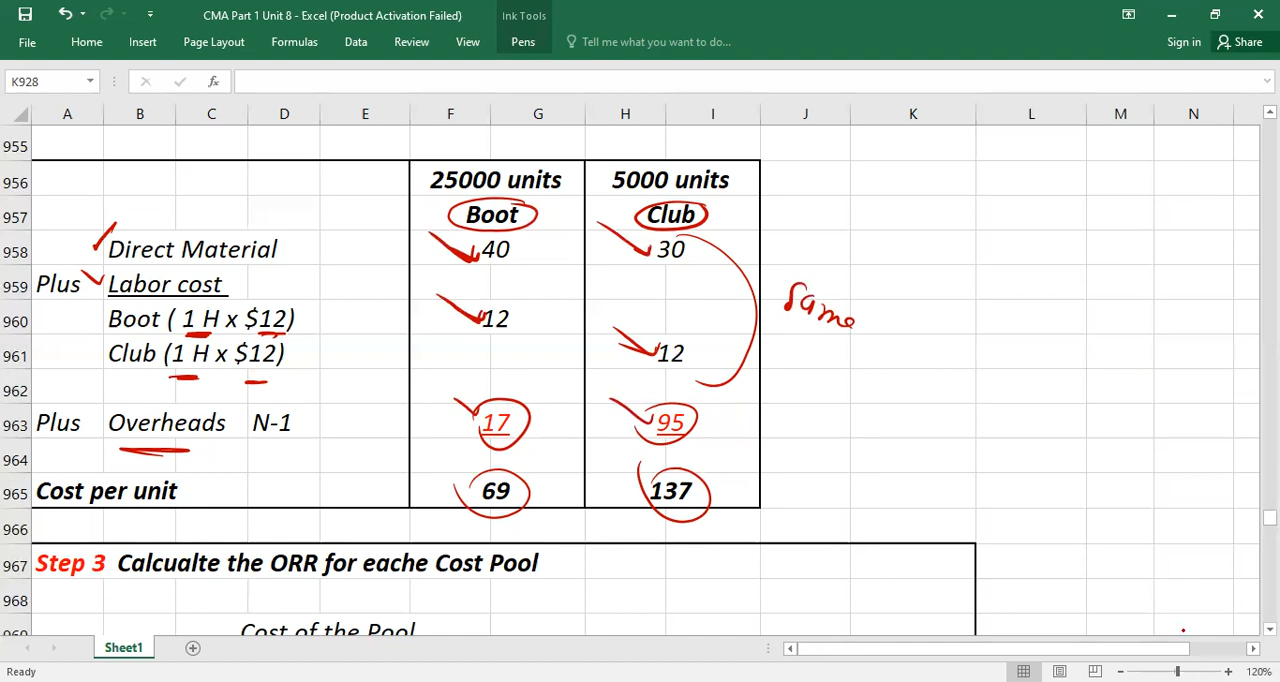 CMA Part 1 Unit 8 - Excel (Product Activation Failed)
Ink Tools
File Home Insert Page Layout Formulas Data Review View Pens Tell me what you want to do... Sign in Share
K928 fx
A B C D E F G H I J K L M N
955
956 25000 units 5000 units
957 Boot Club
958 Direct Material 40 30
959 Plus Labor cost
960 Boot ( 1 H x $12) 12
961 Club (1 H x $12) 12
same
962
963 Plus Overheads N-1 17 95
964
965 Cost per unit 69 137
966
967 Step 3 Calcualte the ORR for eache Cost Pool
968
969 Cost of the Pool
Sheet1
Ready 120%